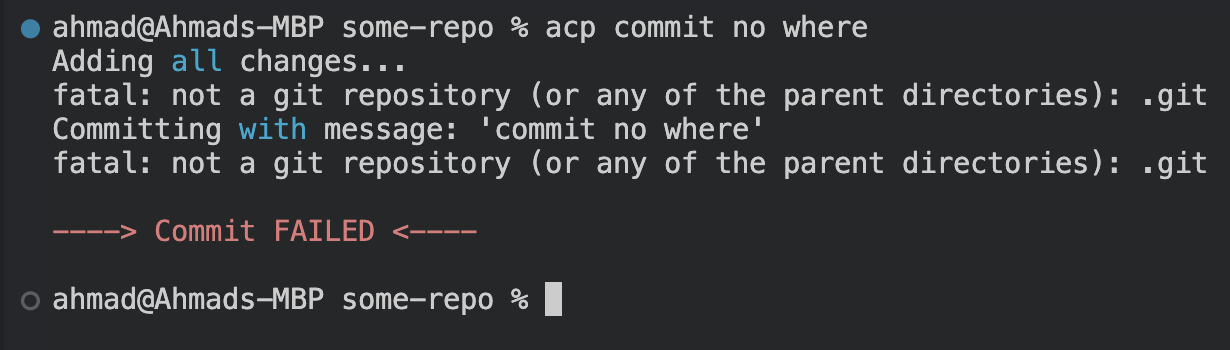 ahmad@Ahmads-MBP some-repo % acp commit no where
Adding all changes...
fatal: not a git repository (or any of the parent directories): .git
Committing with message: 'commit no where'
fatal: not a git repository (or any of the parent directories): .git
----> Commit FAILED <----
ahmad@Ahmads-MBP some-repo %